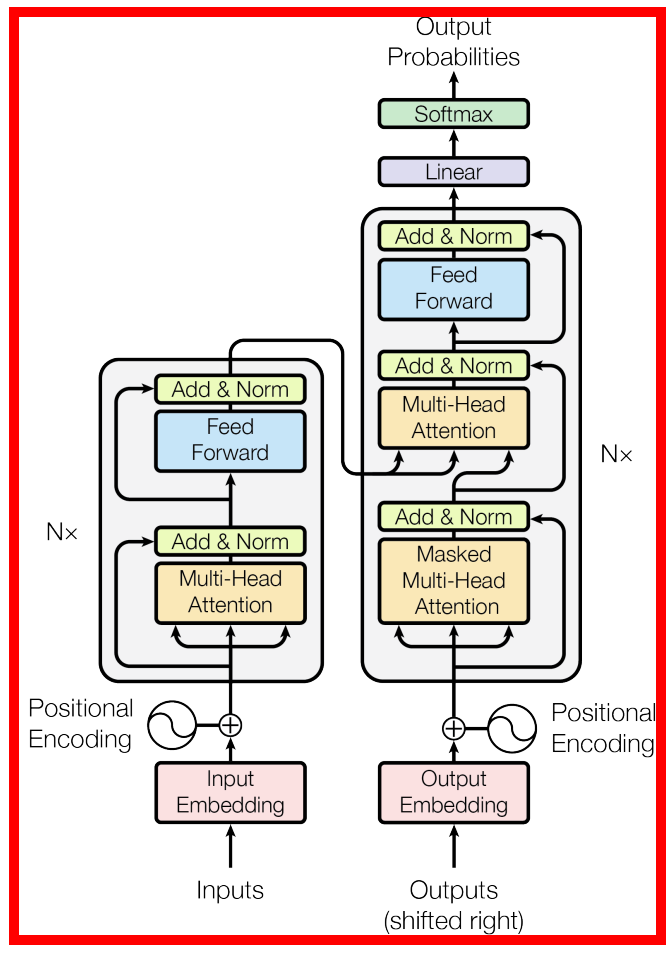 Output
Probabilities
Softmax
Linear
Add & Norm
Feed
Forward
Add & Norm
Multi-Head
Attention
Add & Norm
Masked
Multi-Head
Attention
N×
Add & Norm
Feed
Forward
Add & Norm
Multi-Head
Attention
N×
Positional
Encoding
Positional
Encoding
Input
Embedding
Output
Embedding
Inputs
Outputs
(shifted right)